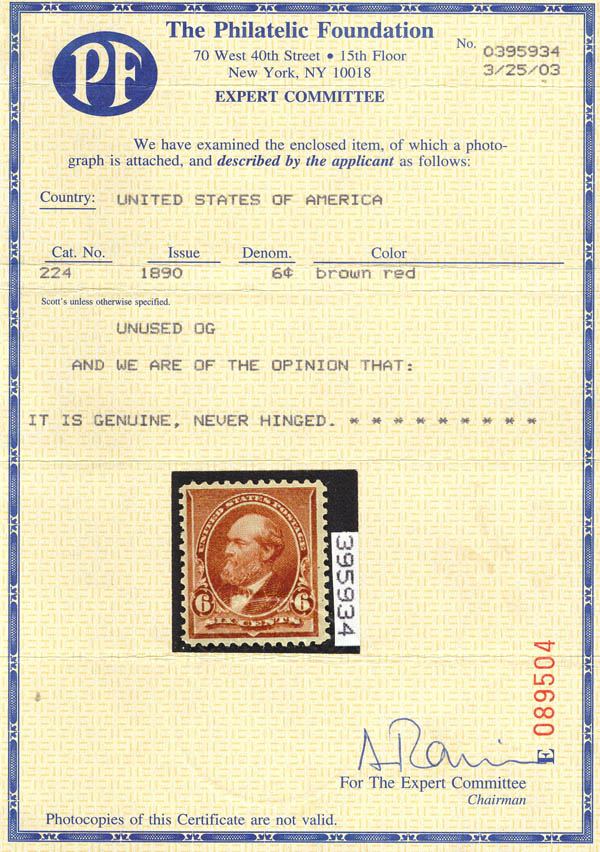 PF
The Philatelic Foundation
70 West 40th Street • 15th Floor
New York, NY 10018
EXPERT COMMITTEE
No. 0395934
3/25/03
We have examined the enclosed item, of which a photo-
graph is attached, and described by the applicant as follows:
Country: UNITED STATES OF AMERICA
Cat. No. Issue Denom. Color
224 1890 6¢ brown red
Scott's unless otherwise specified.
UNUSED OG
AND WE ARE OF THE OPINION THAT:
IT IS GENUINE, NEVER HINGED. * * * * * * * * *
UNITED STATES POSTAGE
6 6
SIX CENTS
395934
E 089504
For The Expert Committee
Chairman
Photocopies of this Certificate are not valid.